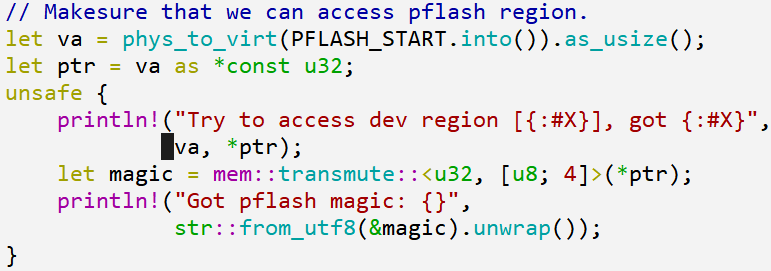 // Makesure that we can access pflash region.
let va = phys_to_virt(PFLASH_START.into()).as_usize();
let ptr = va as *const u32;
unsafe {
    println!("Try to access dev region [{:#X}], got {:#X}",
             va, *ptr);
    let magic = mem::transmute::<u32, [u8; 4]>(*ptr);
    println!("Got pflash magic: {}",
             str::from_utf8(&magic).unwrap());
}